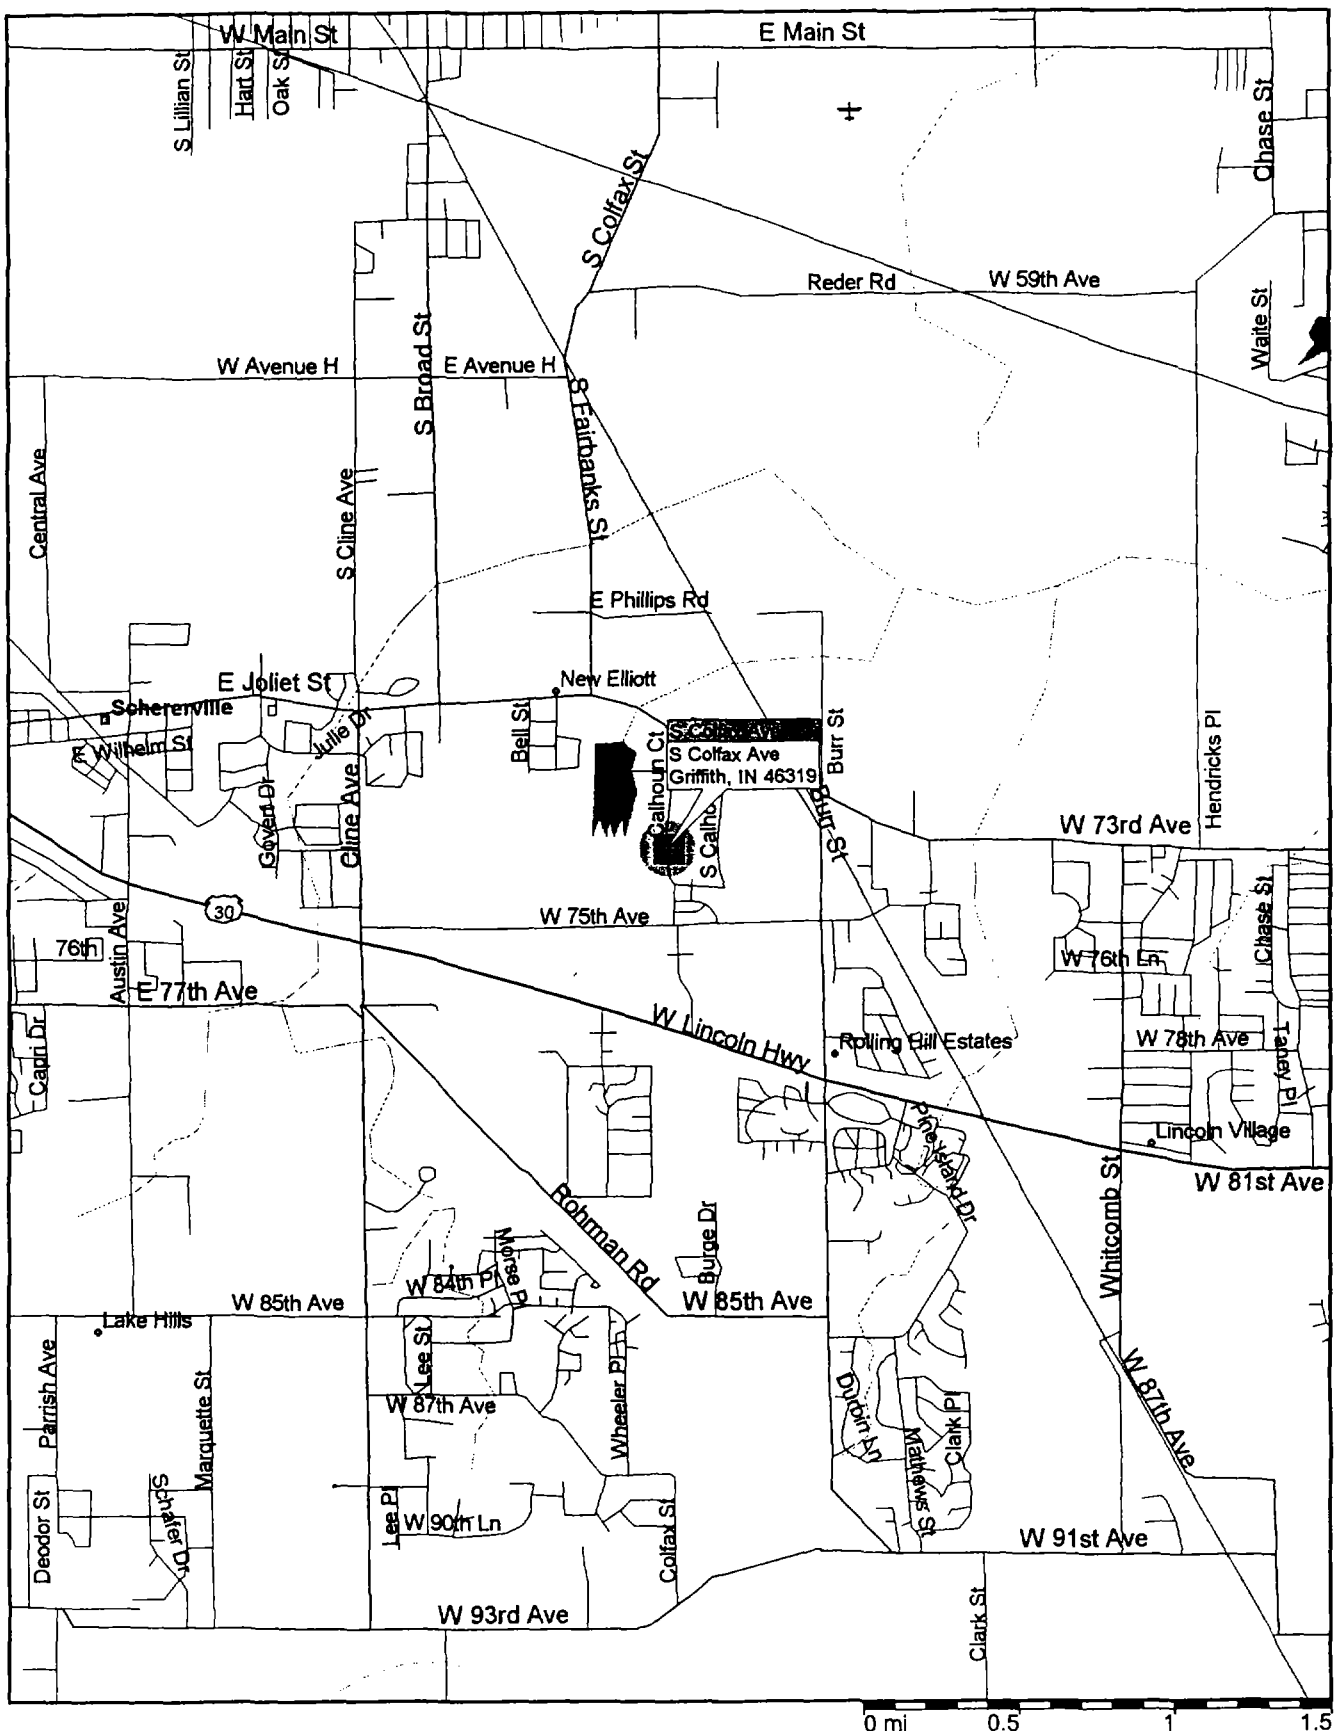 W Main St
E Main St
S Lillian St
Hart St
Oak St
Chase St
S Colfax St
Reder Rd
W 59th Ave
Waite St
S Broad St
W Avenue H
E Avenue H
S Fairbanks St
Central Ave
S Cline Ave
E Phillips Rd
E Joliet St
New Elliott
Schererville
Wilhelm St
Julie Dr
Bell St
S Colfax Ave
S Colfax Ave
Griffith, IN 46319
Burr St
Hendricks Pl
Calhoun Ct
Govert Dr
Cline Ave
S Calho
Burr St
W 73rd Ave
30
W 75th Ave
Chase St
76th
Austin Ave
W 76th Ln
E 77th Ave
W Lincoln Hwy
Rolling Hill Estates
W 78th Ave
Taney Pl
Capri Dr
Pine Island Dr
Lincoln Village
W 81st Ave
Whitcomb St
Rohrman Rd
Burge Dr
Morse Pl
W 84th Pl
W 85th Ave
W 85th Ave
Lake Hills
Lee St
Wheeler Pl
Parrish Ave
Marquette St
W 87th Ave
Durbin Ln
Mathews St
Clark Pl
W 87th Ave
Deodor St
Schafer Dr
Lee Pl
W 90th Ln
Colfax St
W 91st Ave
W 93rd Ave
Clark St
0 mi
0.5
1
1.5